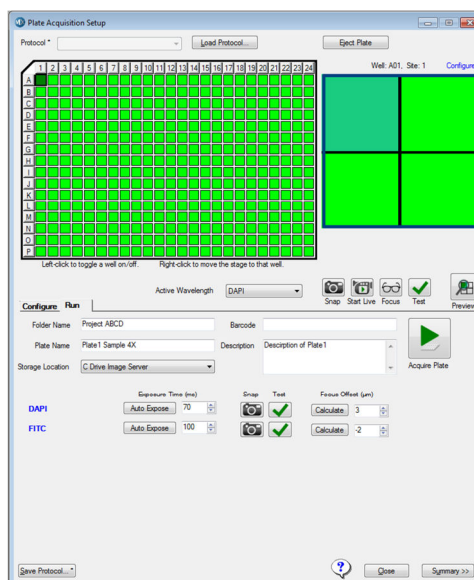 Plate Acquisition Setup
Protocol *
Load Protocol...
Eject Plate
1 2 3 4 5 6 7 8 9 10 11 12 13 14 15 16 17 18 19 20 21 22 23 24
Well: A01, Site: 1
Configure
A
B
C
D
E
F
G
H
I
J
K
L
M
N
O
P
Left-click to toggle a well on/off. Right-click to move the stage to that well.
Active Wavelength DAPI
Snap Start Live Focus Test Preview
Configure Run
Folder Name Project ABCD Barcode
Plate Name Plate1 Sample 4X Description Descirption of Plate1
Storage Location C Drive Image Server
Acquire Plate
Exposure Time (ms) Snap Test Focus Offset (µm)
DAPI Auto Expose 70 Calculate 3
FITC Auto Expose 100 Calculate -2
Save Protocol... *
? Close Summary >>